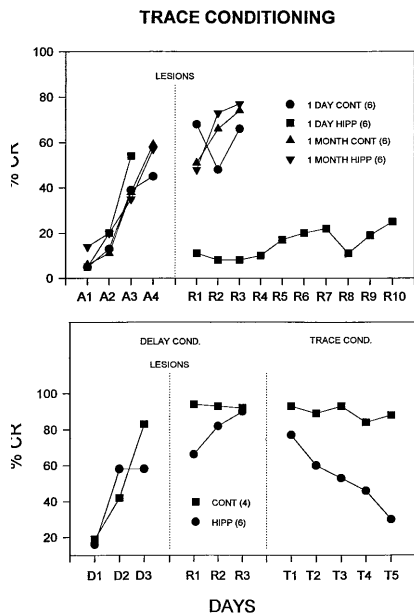 TRACE CONDITIONING
100
80
60
40
20
0
% CR
LESIONS
1 DAY CONT (6)
1 DAY HIPP (6)
1 MONTH CONT (6)
1 MONTH HIPP (6)
A1 A2 A3 A4 R1 R2 R3 R4 R5 R6 R7 R8 R9 R10
DELAY COND. TRACE COND.
LESIONS
100
80
60
40
20
% CR
CONT (4)
HIPP (6)
D1 D2 D3 R1 R2 R3 T1 T2 T3 T4 T5
DAYS